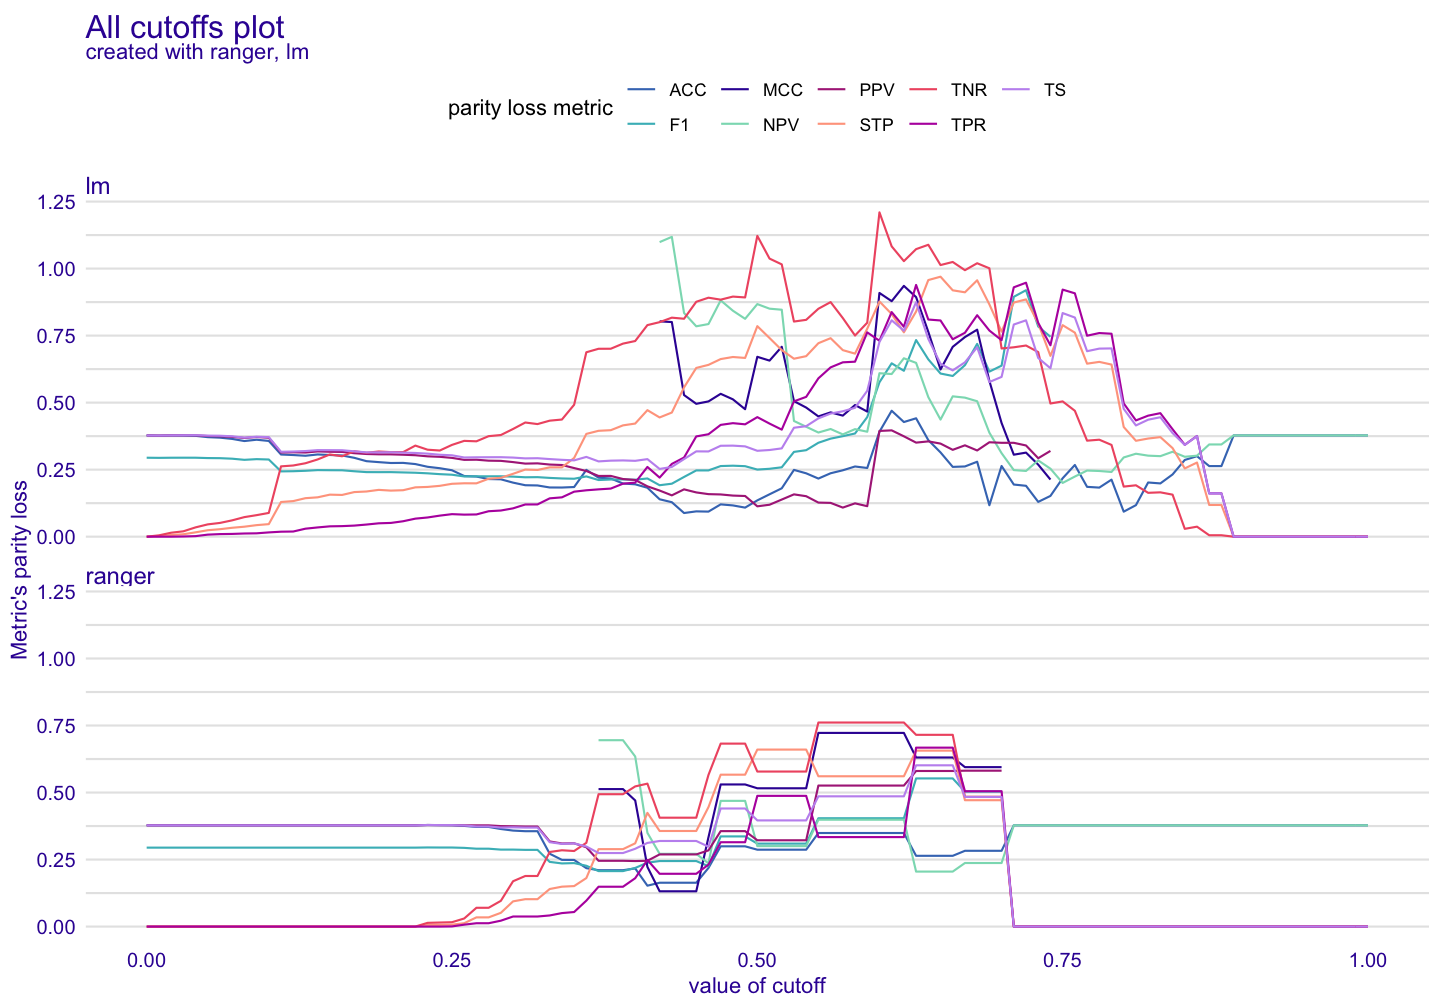 All cutoffs plot
created with ranger, lm
parity loss metric
ACC MCC PPV TNR TS
F1 NPV STP TPR
lm
1.25
1.00
0.75
0.50
0.25
0.00
Metric's parity loss
ranger
1.25
1.00
0.75
0.50
0.25
0.00
0.00 0.25 0.50 0.75 1.00
value of cutoff